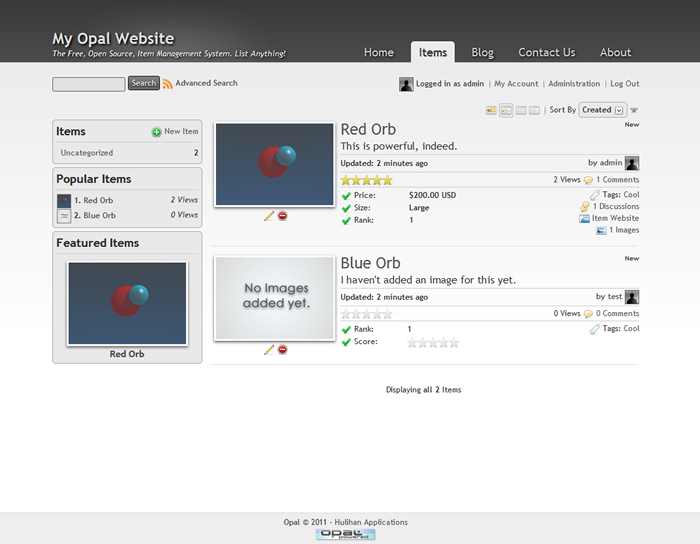 My Opal Website
The Free, Open Source, Item Management System. List Anything!
Home Items Blog Contact Us About
Search Advanced Search
Logged in as admin | My Account | Administration | Log Out
| Sort By Created
Items New Item
Uncategorized 2
Popular Items
1. Red Orb 2 Views
2. Blue Orb 0 Views
Featured Items
Red Orb
Red Orb New
This is powerful, indeed.
Updated: 2 minutes ago by admin
2 Views 1 Comments
Price: $200.00 USD Tags: Cool
Size: Large 1 Discussions
Rank: 1 Item Website
1 Images
No Images
added yet.
Blue Orb New
I haven't added an image for this yet.
Updated: 2 minutes ago by test
0 Views 0 Comments
Rank: 1 Tags: Cool
Score:
Displaying all 2 Items
Opal © 2011 - Hulihan Applications
opal
powered